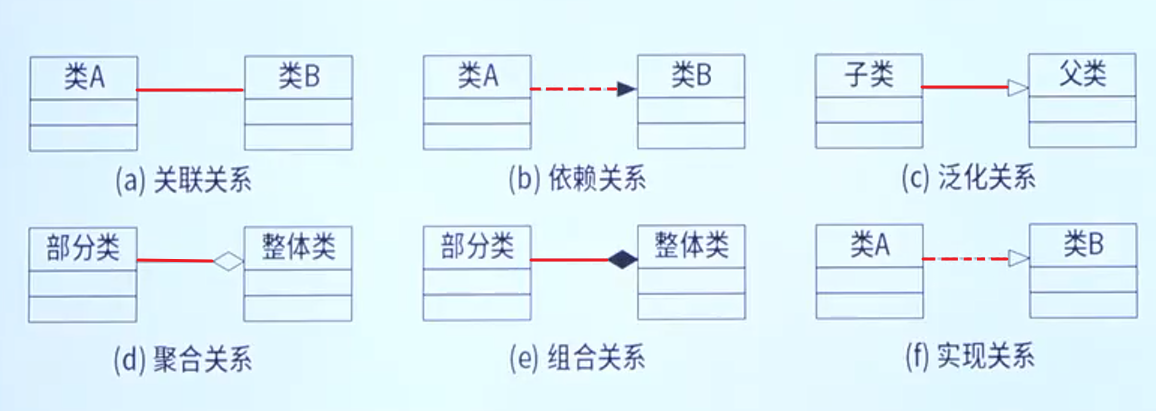 类A 类B 类A 类B 子类 父类
(a) 关联关系 (b) 依赖关系 (c) 泛化关系
部分类 整体类 部分类 整体类 类A 类B
(d) 聚合关系 (e) 组合关系 (f) 实现关系